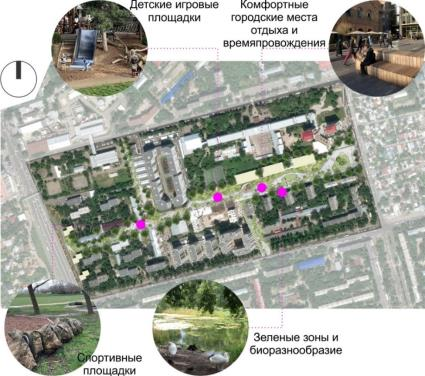 Детские игровые
площадки
Комфортные
городские места
отдыха и
времяпровождения
Спортивные
площадки
Зеленые зоны и
биоразнообразие